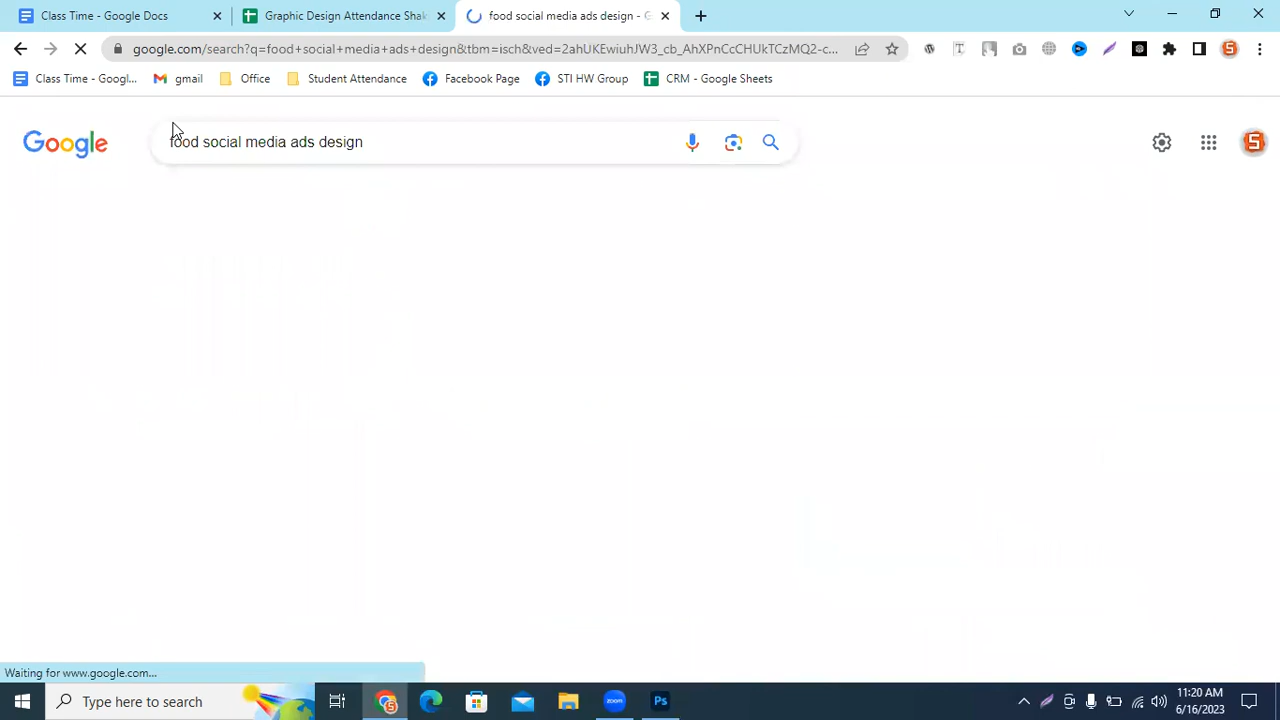 Class Time - Google Docs
Graphic Design Attendance Shak
food social media ads design - G
google.com/search?q=food+social+media+ads+design&tbm=isch&ved=2ahUKEwiuhJW3_cb_AhXPnCcCHUkTCzMQ2-c...
Class Time - Googl...
gmail
Office
Student Attendance
Facebook Page
STI HW Group
CRM - Google Sheets
Google
food social media ads design
Waiting for www.google.com...
Type here to search
zoom
Ps
11:20 AM
6/16/2023